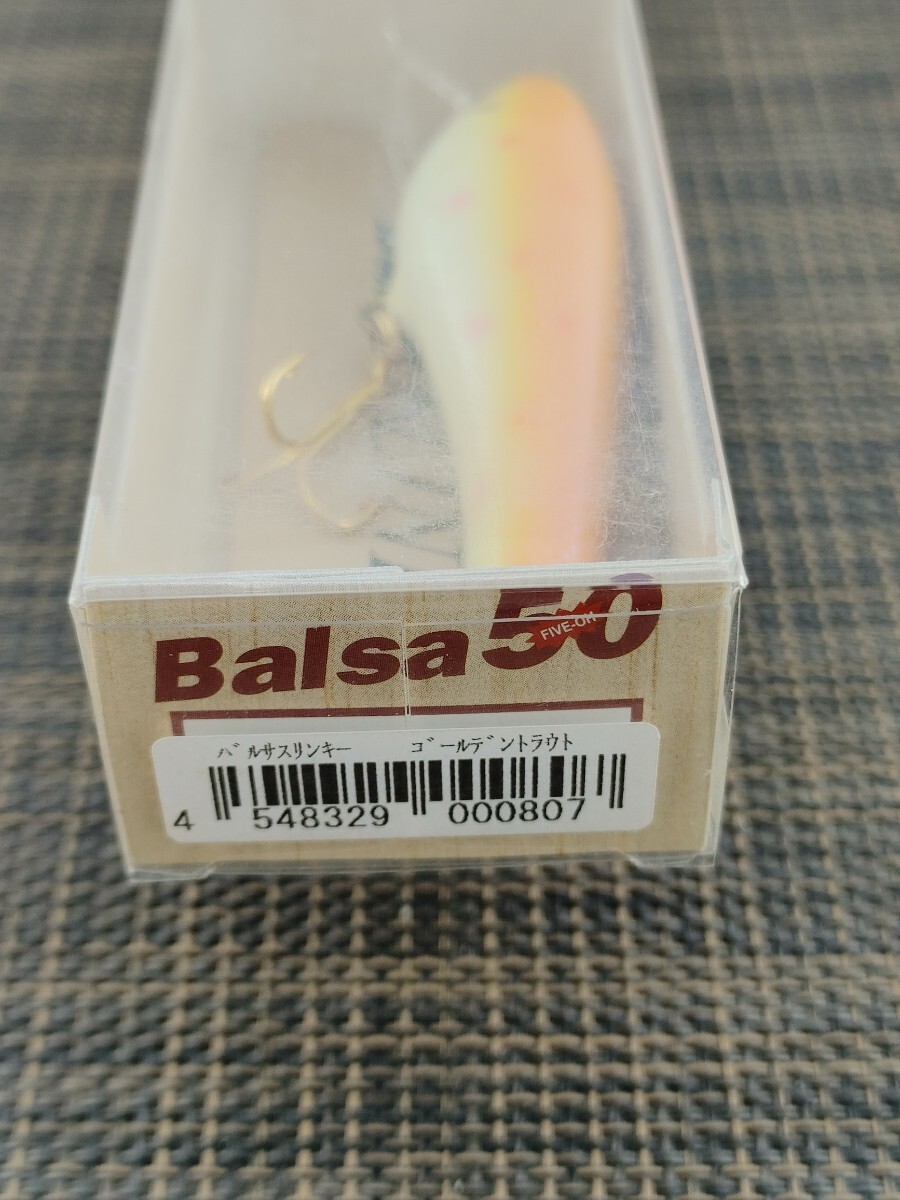 Balsa50
FIVE-OH
バルサスリンキー ゴールデントラウト
4 548329 000807